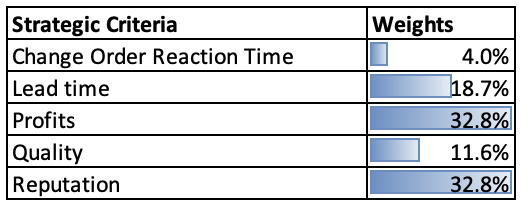 Strategic Criteria Weights
Change Order Reaction Time 4.0%
Lead time 18.7%
Profits 32.8%
Quality 11.6%
Reputation 32.8%